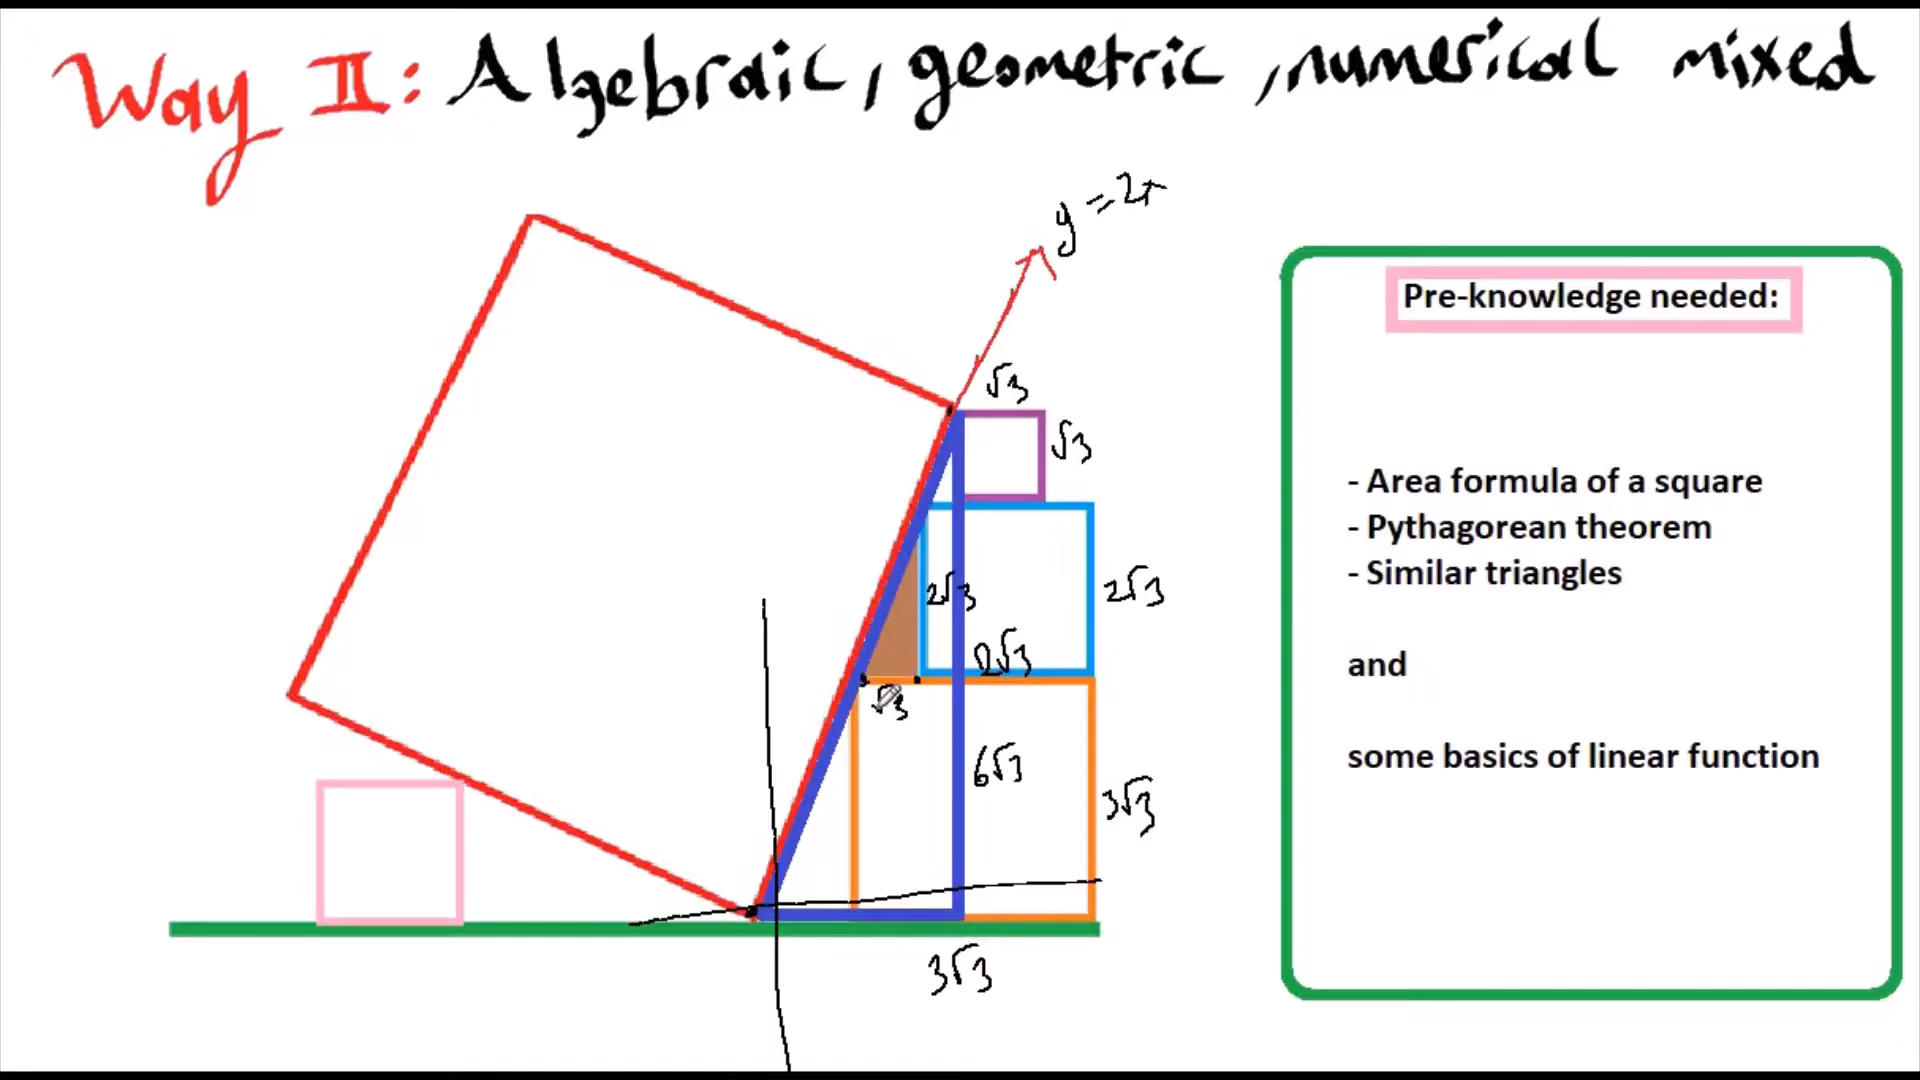 Way II: Algebraic, geometric, numerical mixed
y = 2x
√3
√3
2√3
2√3
2√3
√3
6√3
3√3
3√3
Pre-knowledge needed:
- Area formula of a square
- Pythagorean theorem
- Similar triangles
and
some basics of linear function